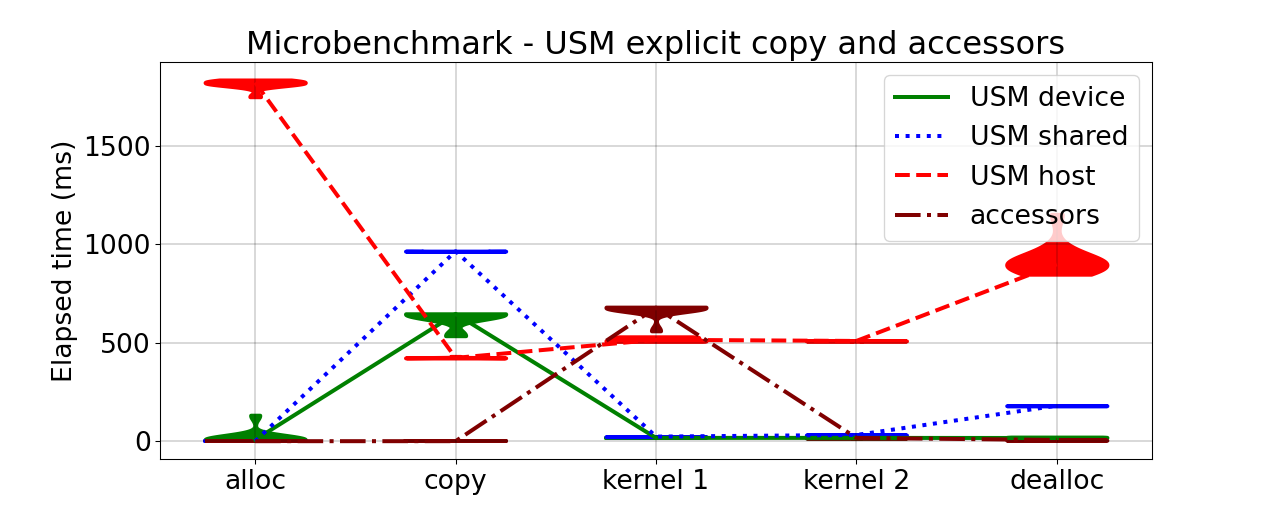 Microbenchmark - USM explicit copy and accessors
Elapsed time (ms)
1500
1000
500
0
USM device
USM shared
USM host
accessors
alloc
copy
kernel 1
kernel 2
dealloc